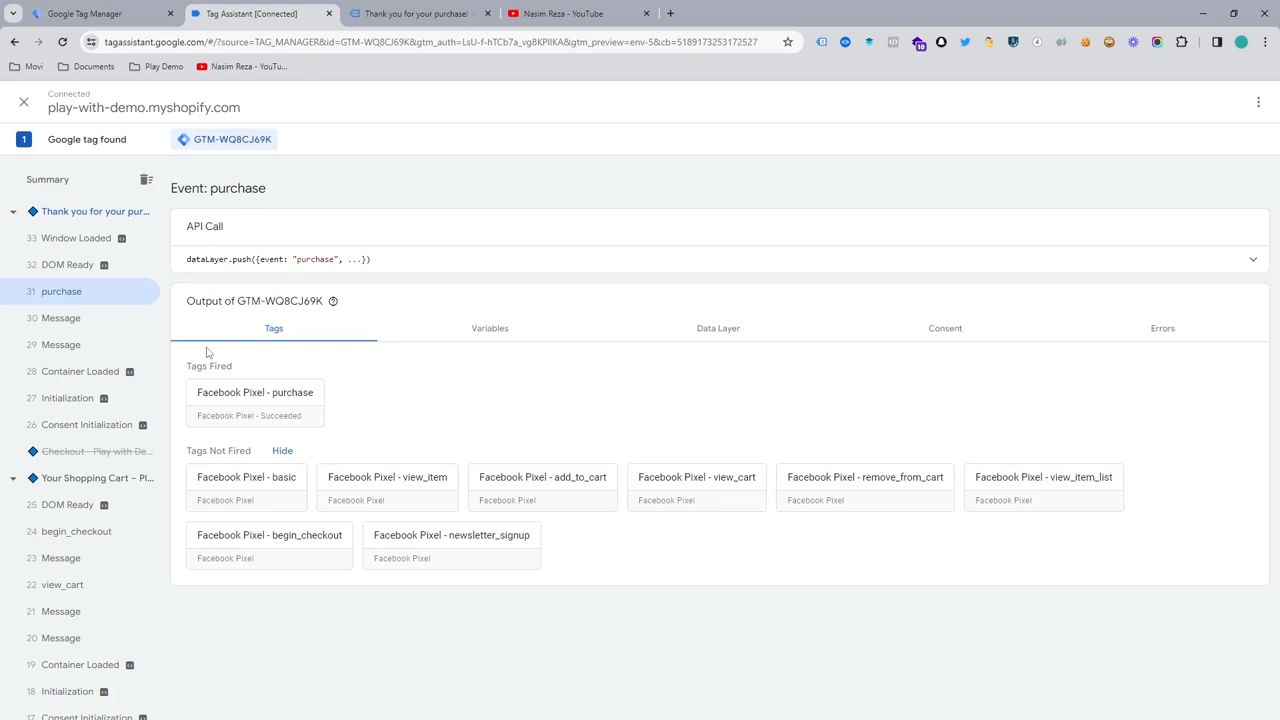 Google Tag Manager
Tag Assistant [Connected]
Thank you for your purchase! -
Nasim Reza - YouTube
tagassistant.google.com/#/?source=TAG_MANAGER&id=GTM-WQ8CJ69K&gtm_auth=LsU-f-hTCb7a_vg8KPIIKA&gtm_preview=env-5&cb=5189173253172527
10
Movi
Documents
Play Demo
Nasim Reza - YouTu...
Connected
play-with-demo.myshopify.com
1
Google tag found
GTM-WQ8CJ69K
Summary
Thank you for your pur...
33 Window Loaded
32 DOM Ready
31 purchase
30 Message
29 Message
28 Container Loaded
27 Initialization
26 Consent Initialization
Checkout - Play with De...
Your Shopping Cart – Pl...
25 DOM Ready
24 begin_checkout
23 Message
22 view_cart
21 Message
20 Message
19 Container Loaded
18 Initialization
17 Consent Initialization
Event: purchase
API Call
dataLayer.push({event: "purchase", ...})
Output of GTM-WQ8CJ69K
Tags
Variables
Data Layer
Consent
Errors
Tags Fired
Facebook Pixel - purchase
Facebook Pixel - Succeeded
Tags Not Fired
Hide
Facebook Pixel - basic
Facebook Pixel
Facebook Pixel - view_item
Facebook Pixel
Facebook Pixel - add_to_cart
Facebook Pixel
Facebook Pixel - view_cart
Facebook Pixel
Facebook Pixel - remove_from_cart
Facebook Pixel
Facebook Pixel - view_item_list
Facebook Pixel
Facebook Pixel - begin_checkout
Facebook Pixel
Facebook Pixel - newsletter_signup
Facebook Pixel